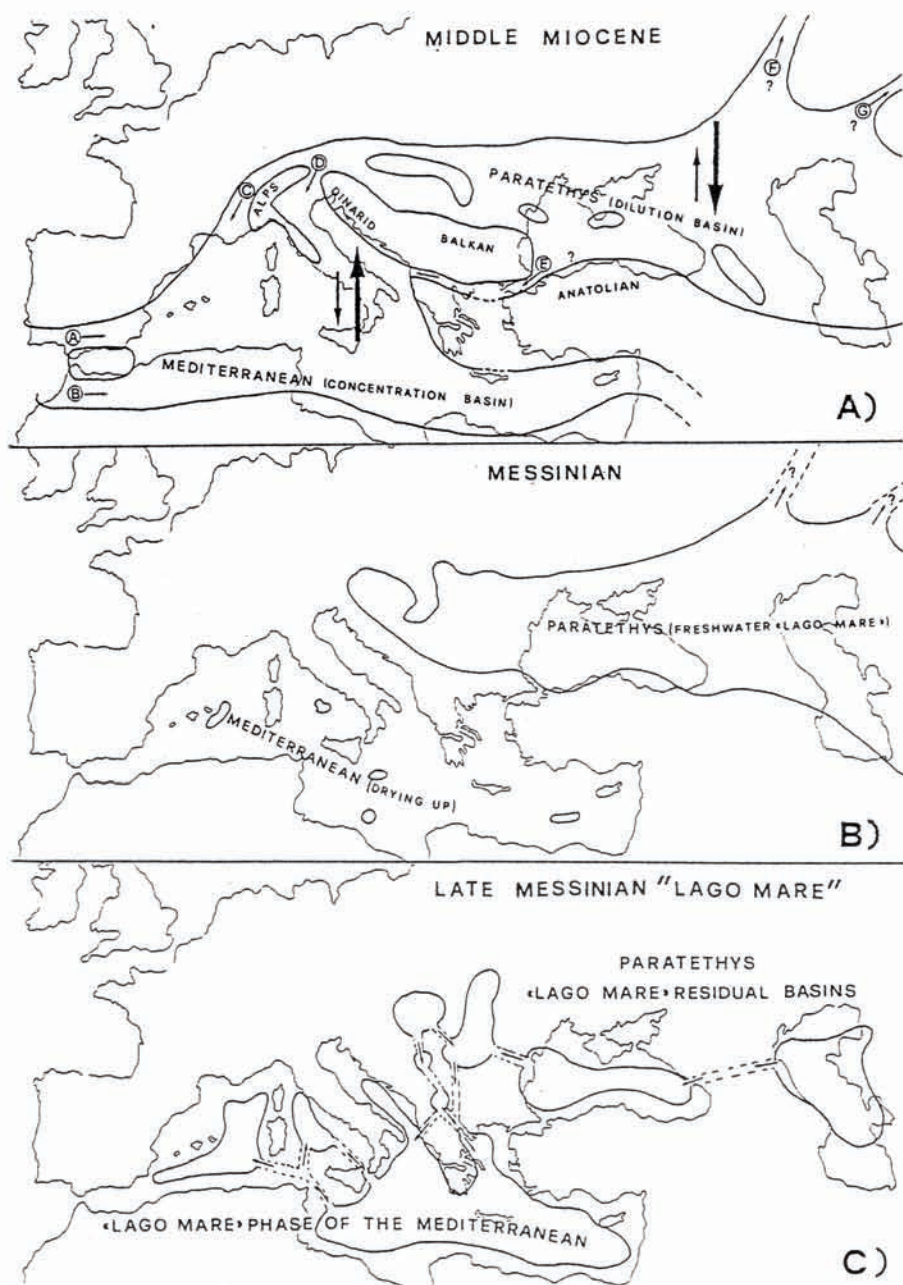 MIDDLE MIOCENE
F
?
G
?
D
C
ALPS
DINARID
PARATETHYS (DILUTION BASIN)
BALKAN
E
?
ANATOLIAN
A
MEDITERRANEAN (CONCENTRATION BASIN)
B
A)
MESSINIAN
?
?
PARATETHYS (FRESHWATER «LAGO MARE»)
MEDITERRANEAN (DRYING UP)
B)
LATE MESSINIAN "LAGO MARE"
PARATETHYS
«LAGO MARE» RESIDUAL BASINS
«LAGO MARE» PHASE OF THE MEDITERRANEAN
C)